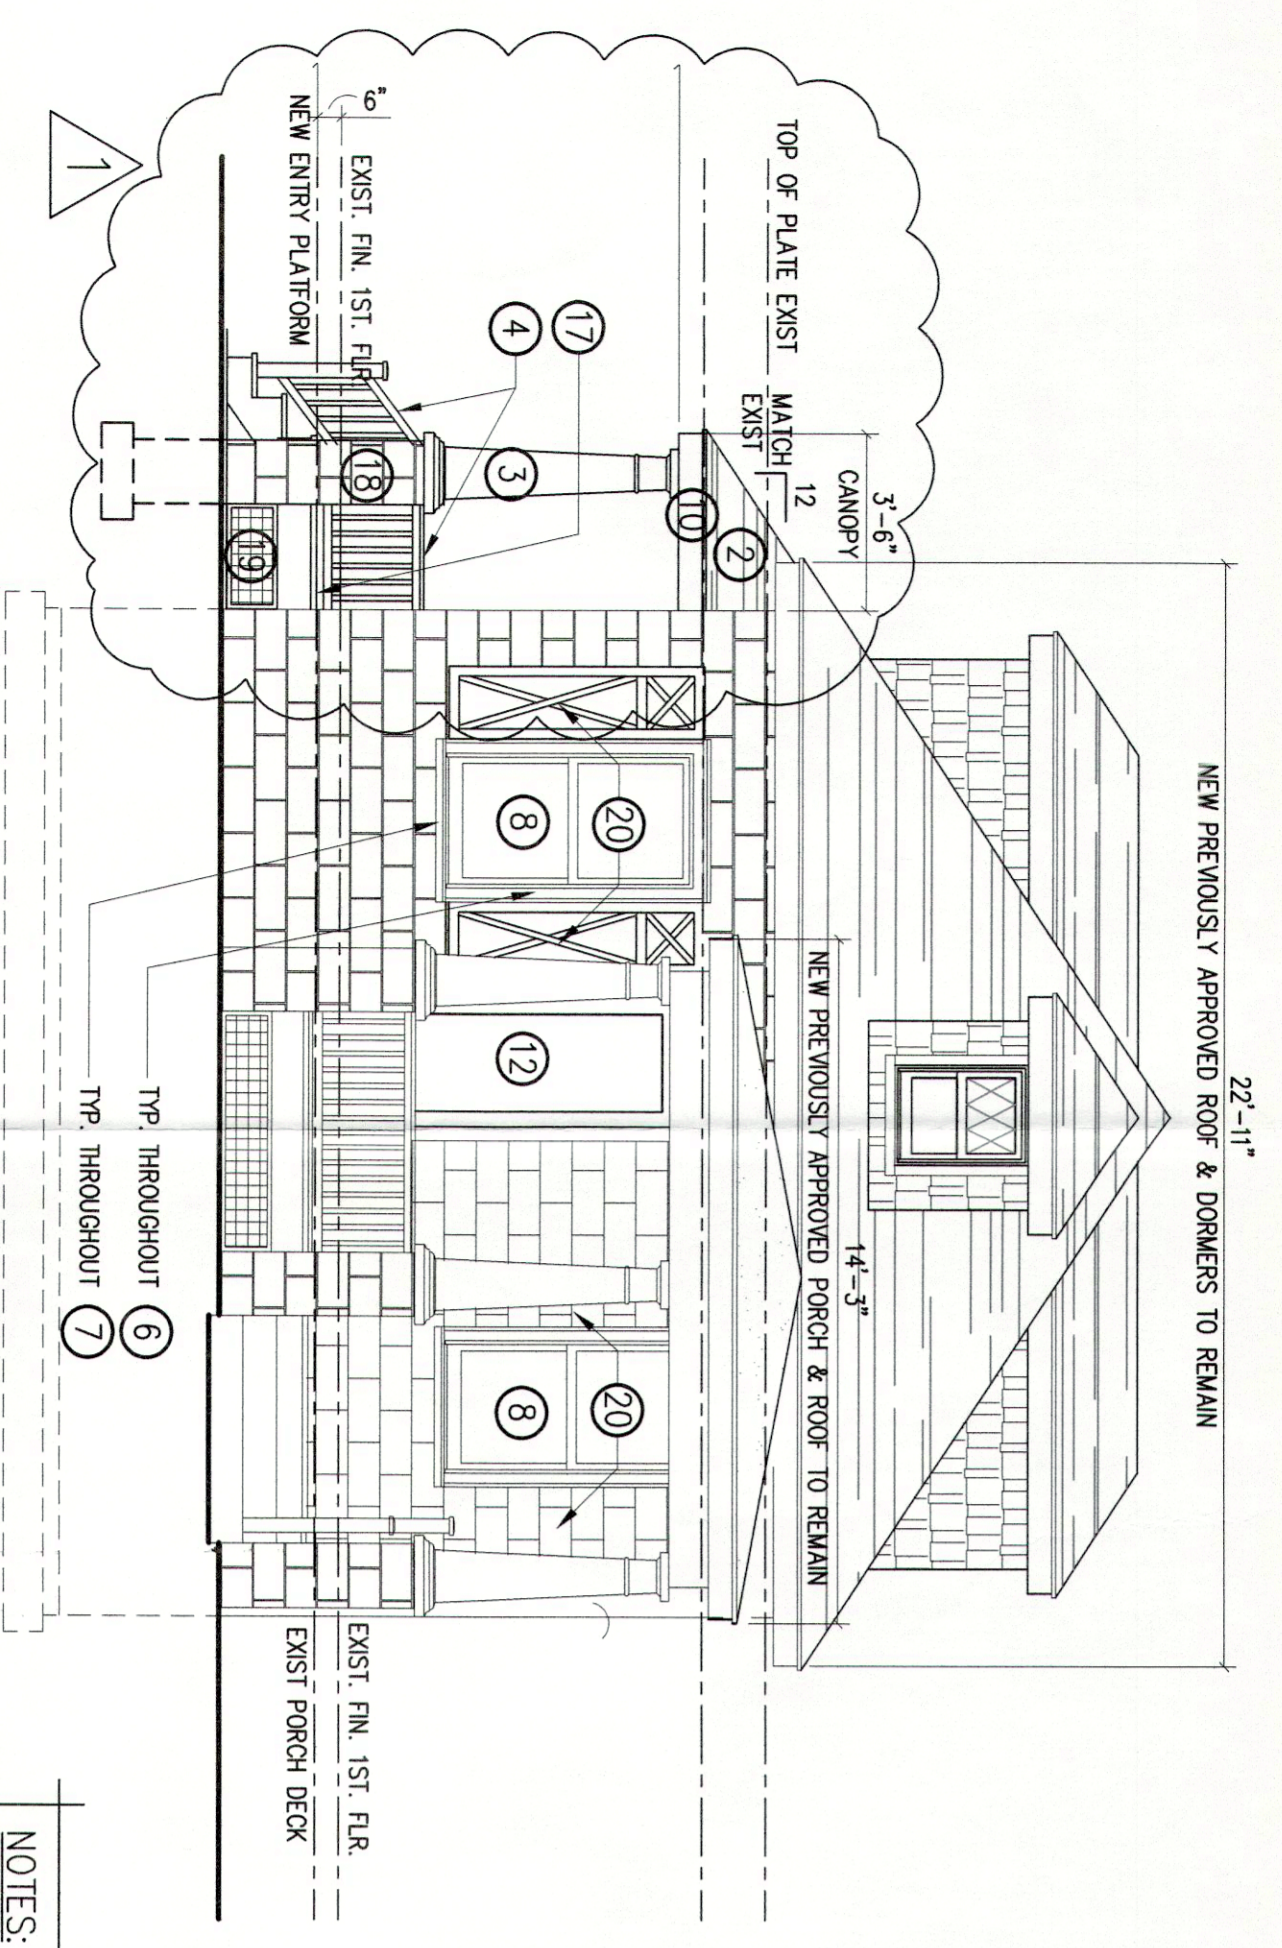 22'-11"
NEW PREVIOUSLY APPROVED ROOF & DORMERS TO REMAIN
3'-6"
CANOPY
14'-3"
NEW PREVIOUSLY APPROVED PORCH & ROOF TO REMAIN
TOP OF PLATE EXIST
MATCH
EXIST
12
2
10
17
4
3
20
8
12
20
8
6"
EXIST. FIN. 1ST. FLR
NEW ENTRY PLATFORM
18
19
EXIST. FIN. 1ST. FLR.
EXIST PORCH DECK
TYP. THROUGHOUT 6
TYP. THROUGHOUT 7
1
NOTES: